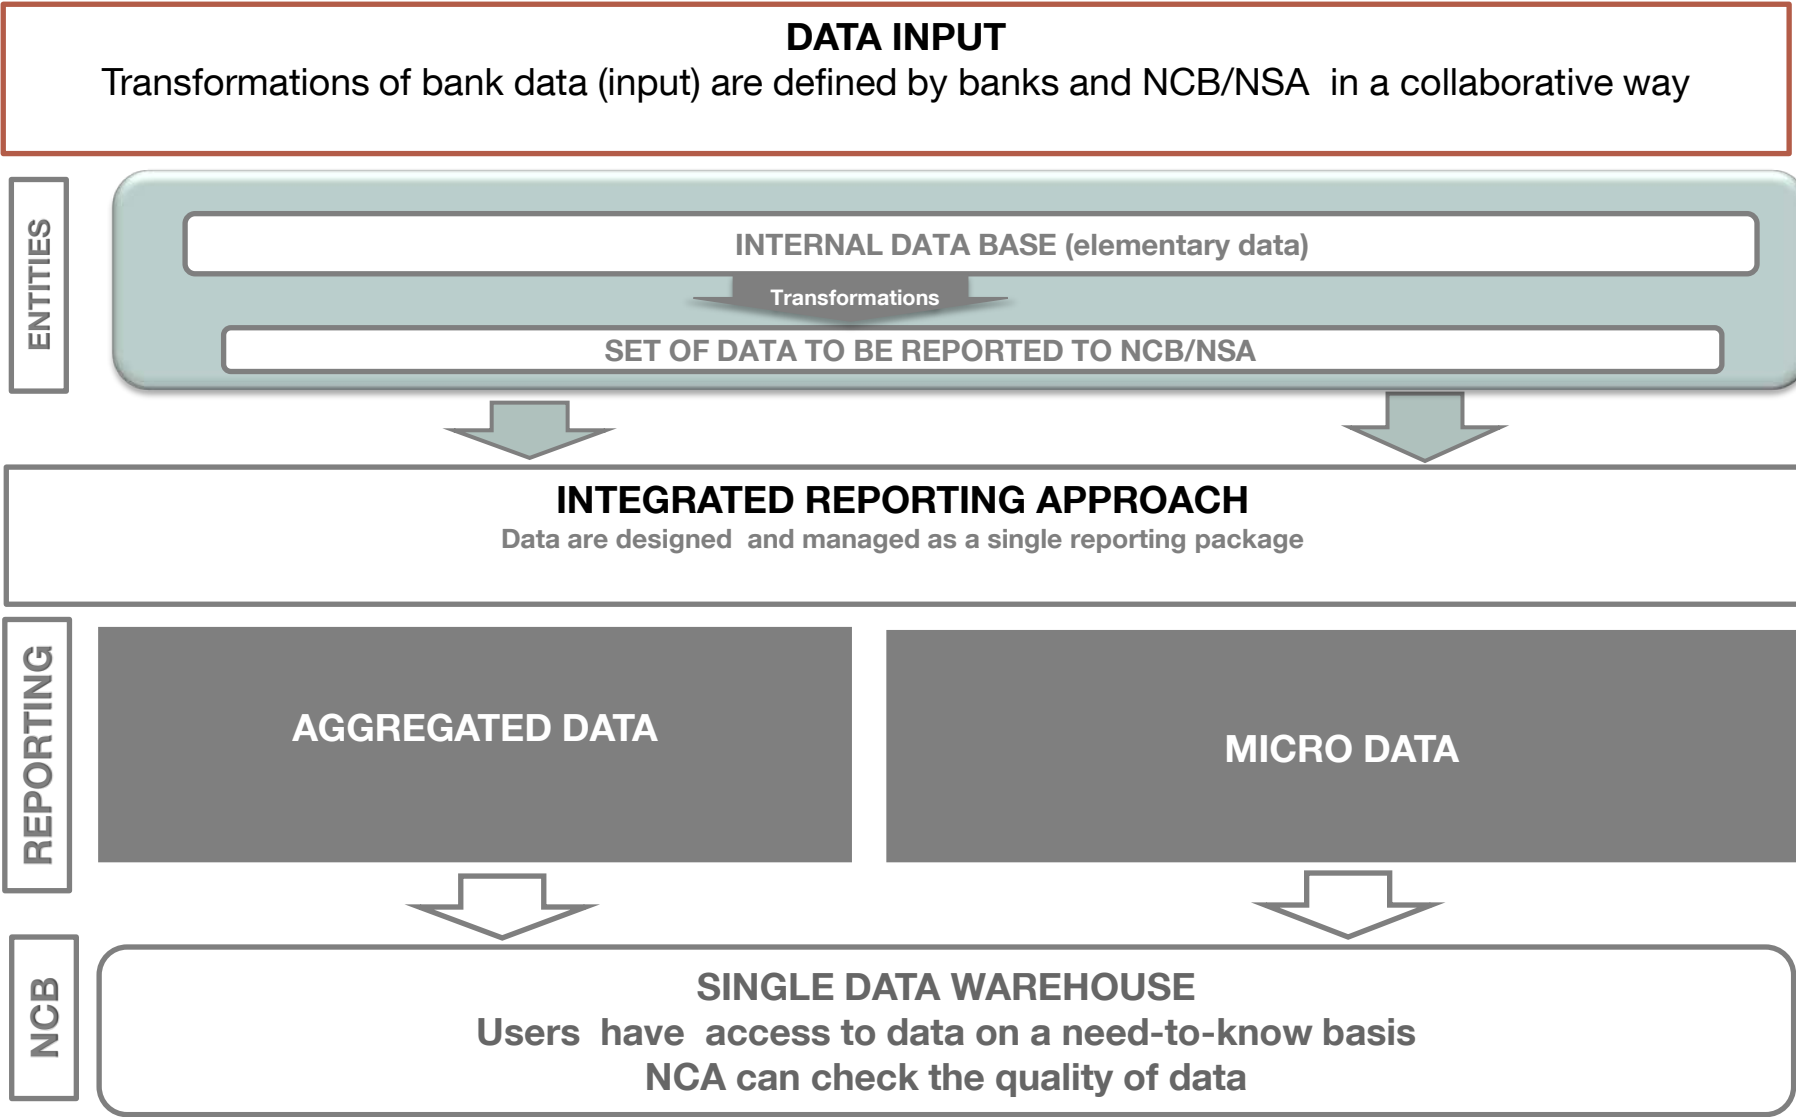 DATA INPUT
Transformations of bank data (input) are defined by banks and NCB/NSA in a collaborative way
ENTITIES
INTERNAL DATA BASE (elementary data)
Transformations
SET OF DATA TO BE REPORTED TO NCB/NSA
INTEGRATED REPORTING APPROACH
Data are designed and managed as a single reporting package
REPORTING
AGGREGATED DATA
MICRO DATA
NCB
SINGLE DATA WAREHOUSE
Users have access to data on a need-to-know basis
NCA can check the quality of data